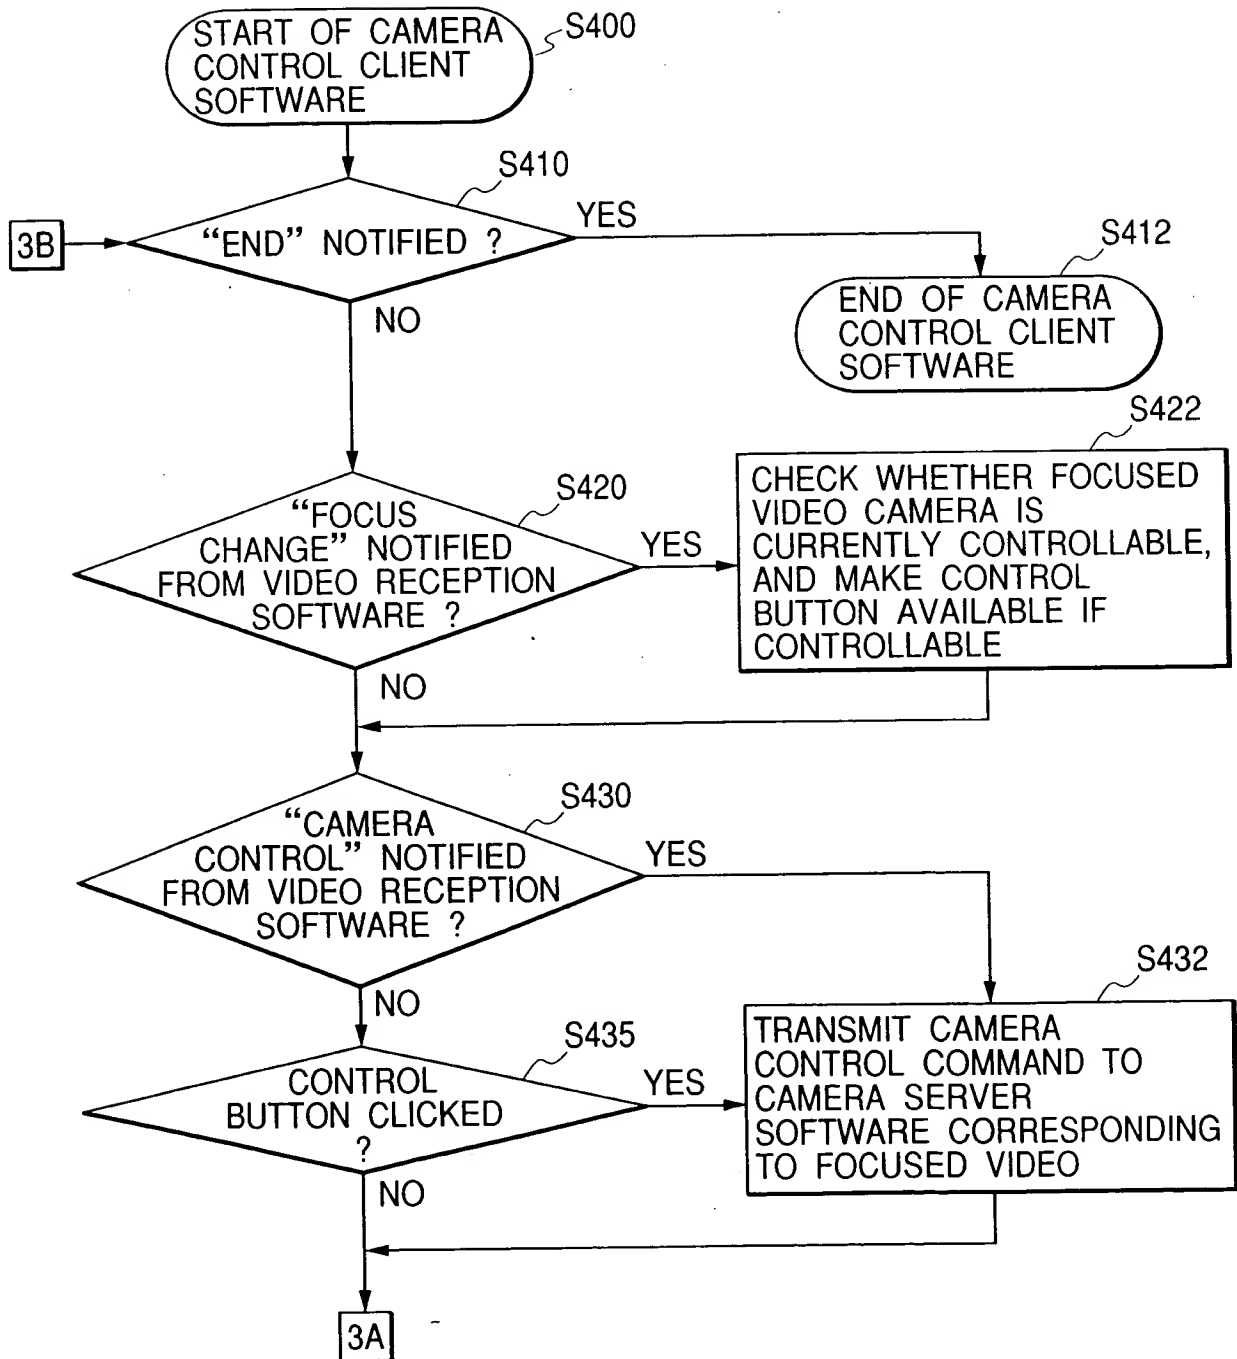 START OF CAMERA
CONTROL CLIENT
SOFTWARE
S400
S410
3B
“END” NOTIFIED ?
YES
NO
S412
END OF CAMERA
CONTROL CLIENT
SOFTWARE
S420
“FOCUS
CHANGE” NOTIFIED
FROM VIDEO RECEPTION
SOFTWARE ?
YES
NO
S422
CHECK WHETHER FOCUSED
VIDEO CAMERA IS
CURRENTLY CONTROLLABLE,
AND MAKE CONTROL
BUTTON AVAILABLE IF
CONTROLLABLE
S430
“CAMERA
CONTROL” NOTIFIED
FROM VIDEO RECEPTION
SOFTWARE ?
YES
NO
S435
CONTROL
BUTTON CLICKED
?
YES
NO
S432
TRANSMIT CAMERA
CONTROL COMMAND TO
CAMERA SERVER
SOFTWARE CORRESPONDING
TO FOCUSED VIDEO
3A